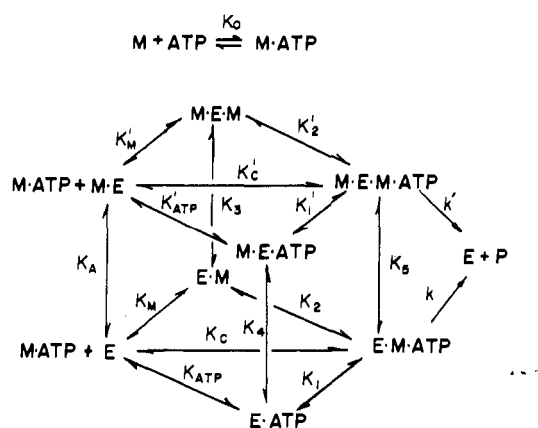 K₀
M + ATP ⇌ M·ATP
M·E·M
K'M K'₂
K'C
M·ATP + M·E M·E·M·ATP
K'ATP K₃ K'₁ k'
M·E·ATP
KA E·M K₅ E + P
KM K₂ k
KC K₄
M·ATP + E E·M·ATP
KATP K₁
E·ATP